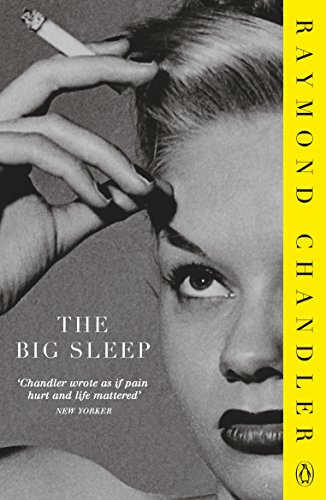 RAYMOND CHANDLER
THE
BIG SLEEP
‘Chandler wrote as if pain
hurt and life mattered’
NEW YORKER